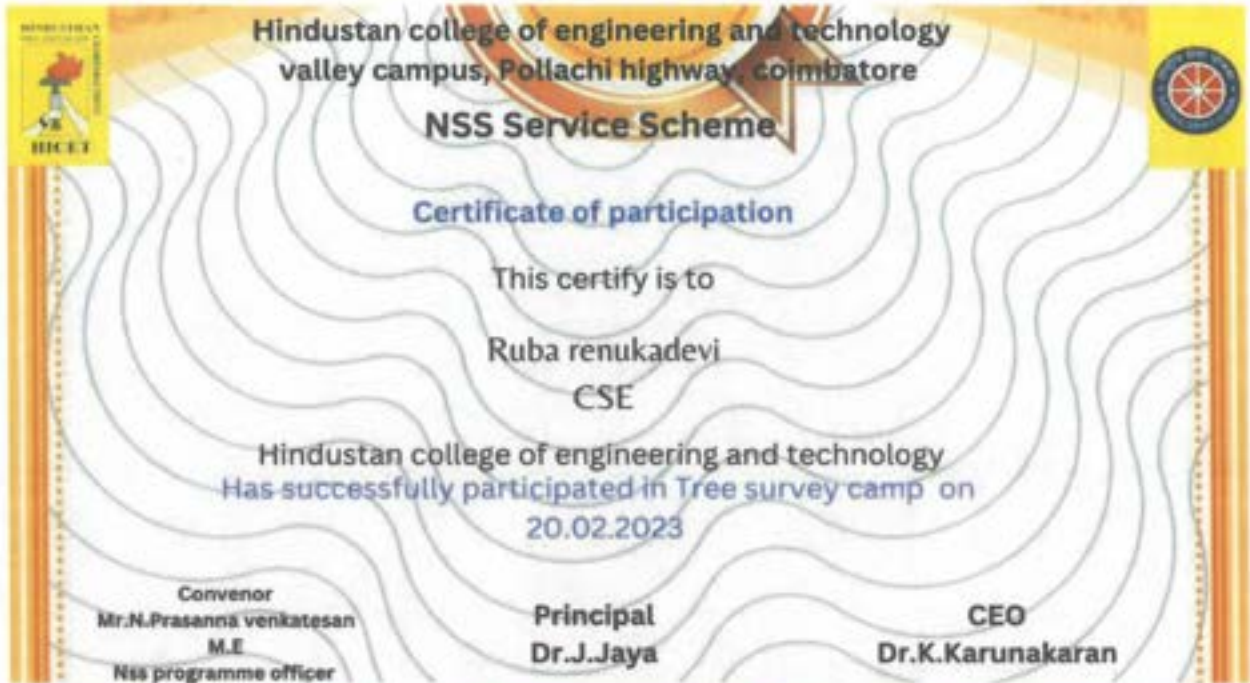 Hindustan college of engineering and technology
valley campus, Pollachi highway, coimbatore
NSS Service Scheme
Certificate of participation
This certify is to
Ruba renukadevi
CSE
Hindustan college of engineering and technology
Has successfully participated in Tree survey camp on
20.02.2023
Convenor
Mr.N.Prasanna venkatesan
M.E
Nss programme officer
Principal
Dr.J.Jaya
CEO
Dr.K.Karunakaran
HICET